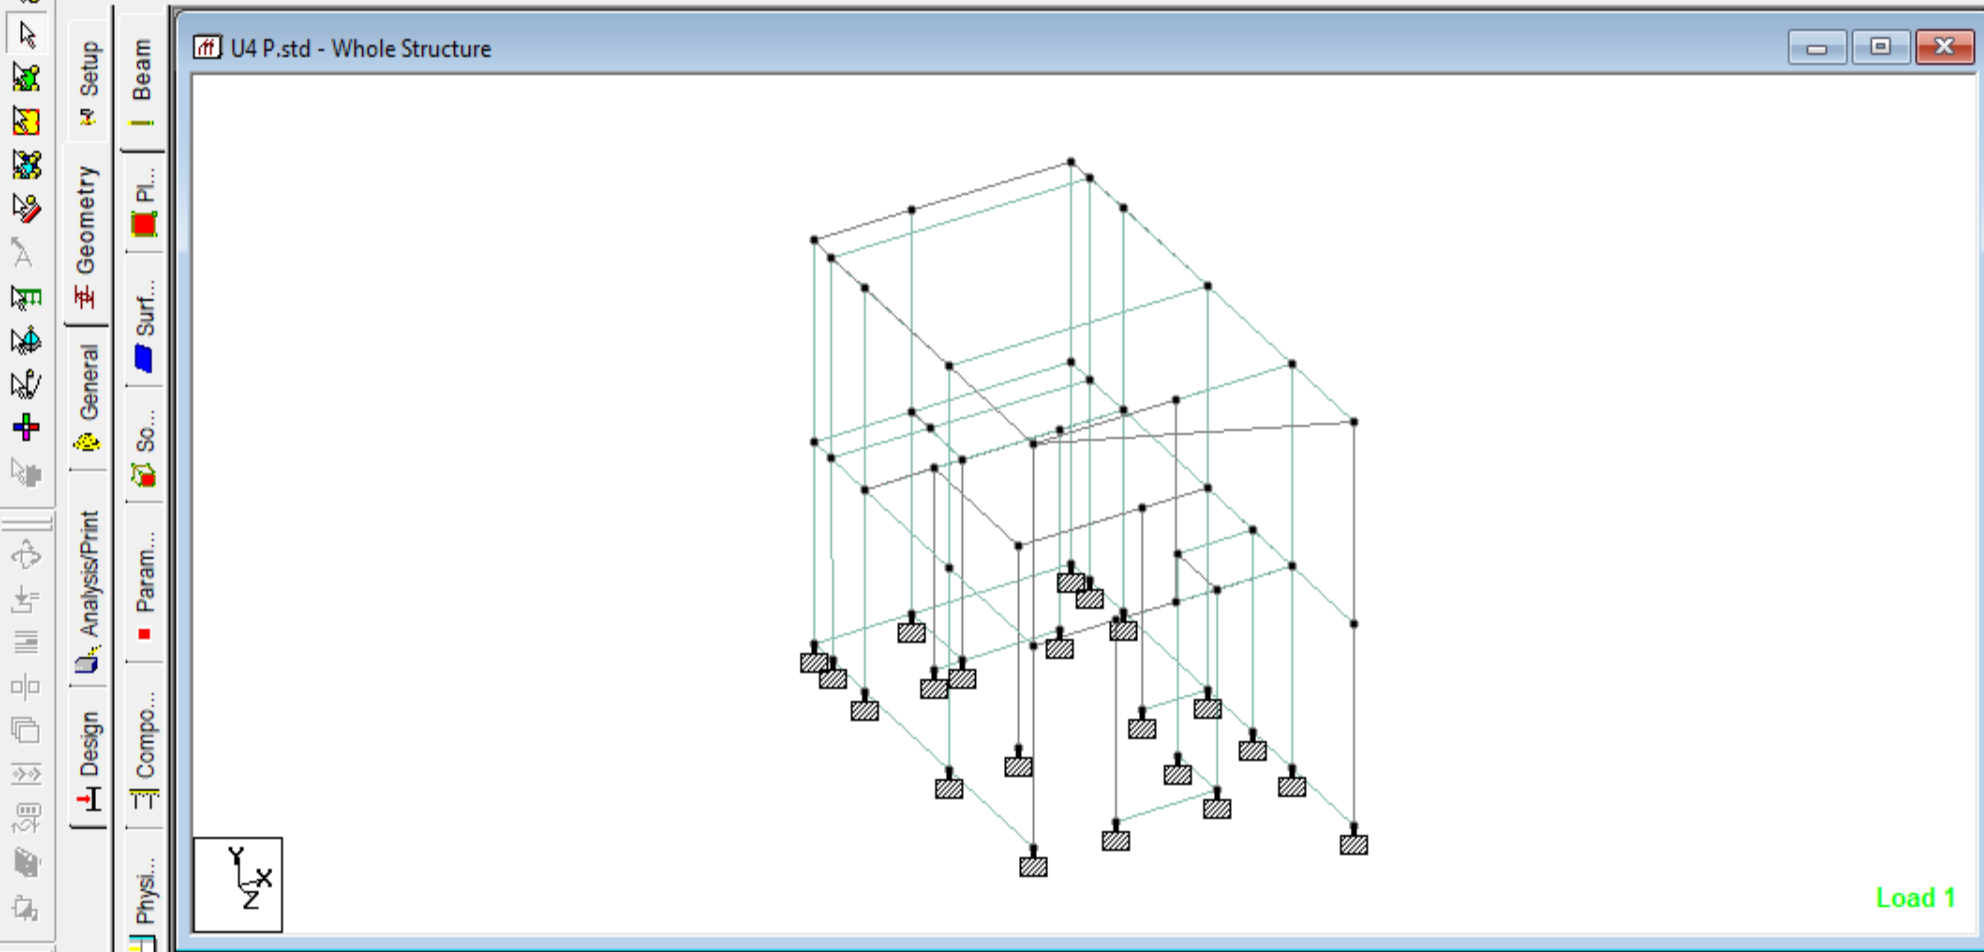 U4 P.std - Whole Structure
Setup
Geometry
General
Analysis/Print
Design
Beam
Pl...
Surf...
So...
Param...
Compo...
Physi...
Y
X
Z
Load 1